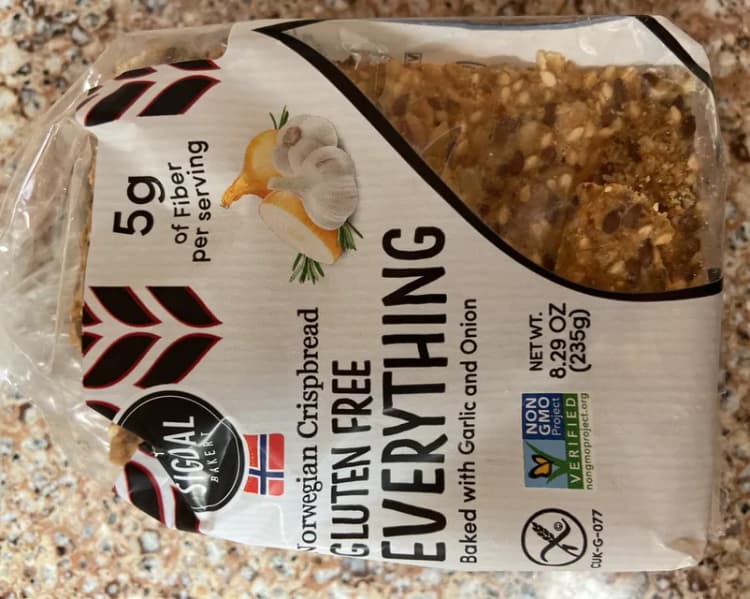 5g
of Fiber
per serving
SIGDAL
BAKERI
Norwegian Crispbread
GLUTEN FREE
EVERYTHING
Baked with Garlic and Onion
NET WT.
8.29 OZ
(235g)
NON
GMO
Project
VERIFIED
nongmoproject.org
CUK-G-077